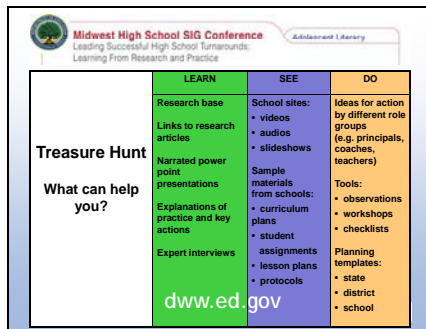 Midwest High School SIG Conference
Leading Successful High School Turnarounds:
Learning From Research and Practice
Adolescent Literacy
Treasure Hunt
What can help
you?
LEARN
Research base
Links to research
articles
Narrated power
point
presentations
Explanations of
practice and key
actions
Expert interviews
SEE
School sites:
• videos
• audios
• slideshows
Sample
materials
from schools:
• curriculum
plans
• student
assignments
• lesson plans
• protocols
DO
Ideas for action
by different role
groups
(e.g. principals,
coaches,
teachers)
Tools:
• observations
• workshops
• checklists
Planning
templates:
• state
• district
• school
dww.ed.gov